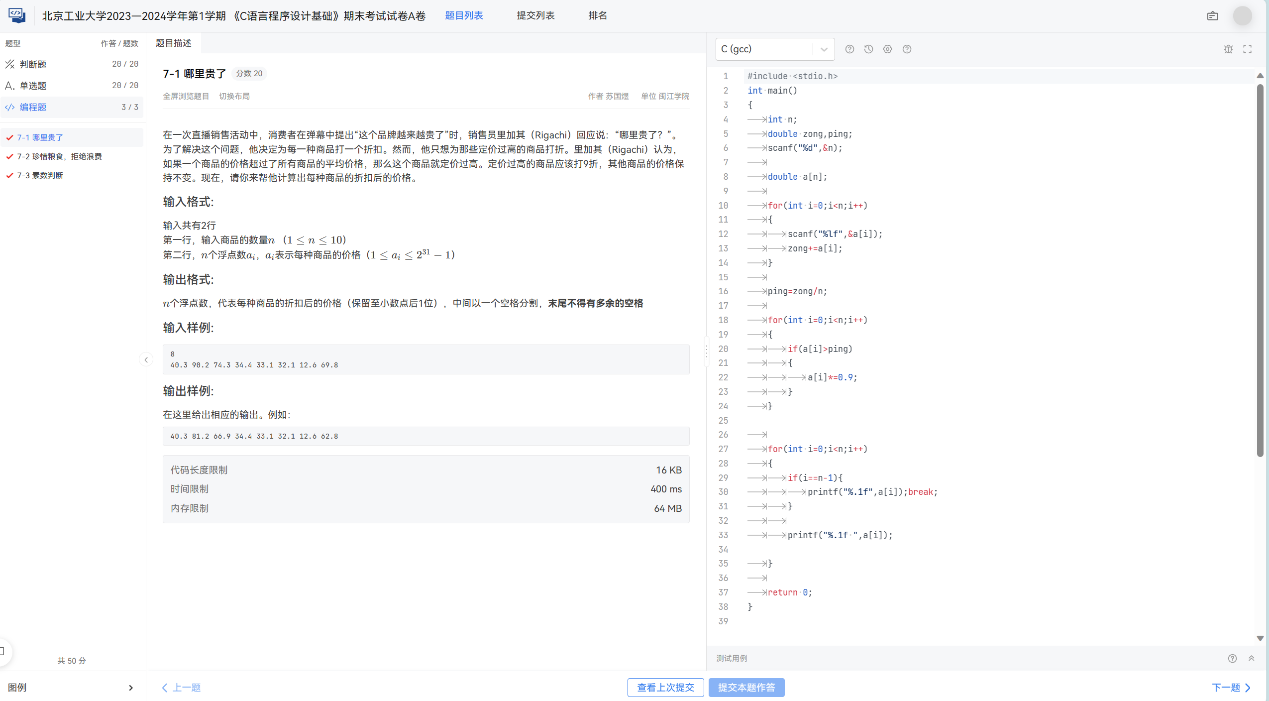 北京工业大学2023—2024学年第1学期 《C语言程序设计基础》期末考试试卷A卷 题目列表 提交列表 排名
题型 作答 / 题数
判断题 20 / 20
单选题 20 / 20
编程题 3 / 3
7-1 哪里贵了
7-2 珍惜粮食，拒绝浪费
7-3 素数判断
共 50 分
图例
题目描述
7-1 哪里贵了 分数 20
全屏浏览题目 切换布局 作者 苏国煜 单位 闽江学院
在一次直播销售活动中，消费者在弹幕中提出“这个品牌越来越贵了”时，销售员里加其（Rigachi）回应说：“哪里贵了？”。
为了解决这个问题，他决定为每一种商品打一个折扣。然而，他只想为那些定价过高的商品打折。里加其（Rigachi）认为，
如果一个商品的价格超过了所有商品的平均价格，那么这个商品就定价过高。定价过高的商品应该打9折，其他商品的价格保
持不变。现在，请你来帮他计算出每种商品的折扣后的价格。
输入格式:
输入共有2行
第一行，输入商品的数量n （1 ≤ n ≤ 10）
第二行，n个浮点数aᵢ，aᵢ表示每种商品的价格（1 ≤ aᵢ ≤ 2³¹ − 1）
输出格式:
n个浮点数，代表每种商品的折扣后的价格（保留至小数点后1位），中间以一个空格分割，末尾不得有多余的空格
输入样例:
8
40.3 90.2 74.3 34.4 33.1 32.1 12.6 69.8
输出样例:
在这里给出相应的输出。例如：
40.3 81.2 66.9 34.4 33.1 32.1 12.6 62.8
代码长度限制 16 KB
时间限制 400 ms
内存限制 64 MB
上一题 查看上次提交 提交本题作答 下一题
C (gcc)
1 #include <stdio.h>
2 int main()
3 {
4 int n;
5 double zong,ping;
6 scanf("%d",&n);
7
8 double a[n];
9
10 for(int i=0;i<n;i++)
11 {
12 scanf("%lf",&a[i]);
13 zong+=a[i];
14 }
15
16 ping=zong/n;
17
18 for(int i=0;i<n;i++)
19 {
20 if(a[i]>ping)
21 {
22 a[i]*=0.9;
23 }
24 }
25
26
27 for(int i=0;i<n;i++)
28 {
29 if(i==n-1){
30 printf("%.1f",a[i]);break;
31 }
32
33 printf("%.1f ",a[i]);
34
35 }
36
37 return 0;
38 }
39
测试用例